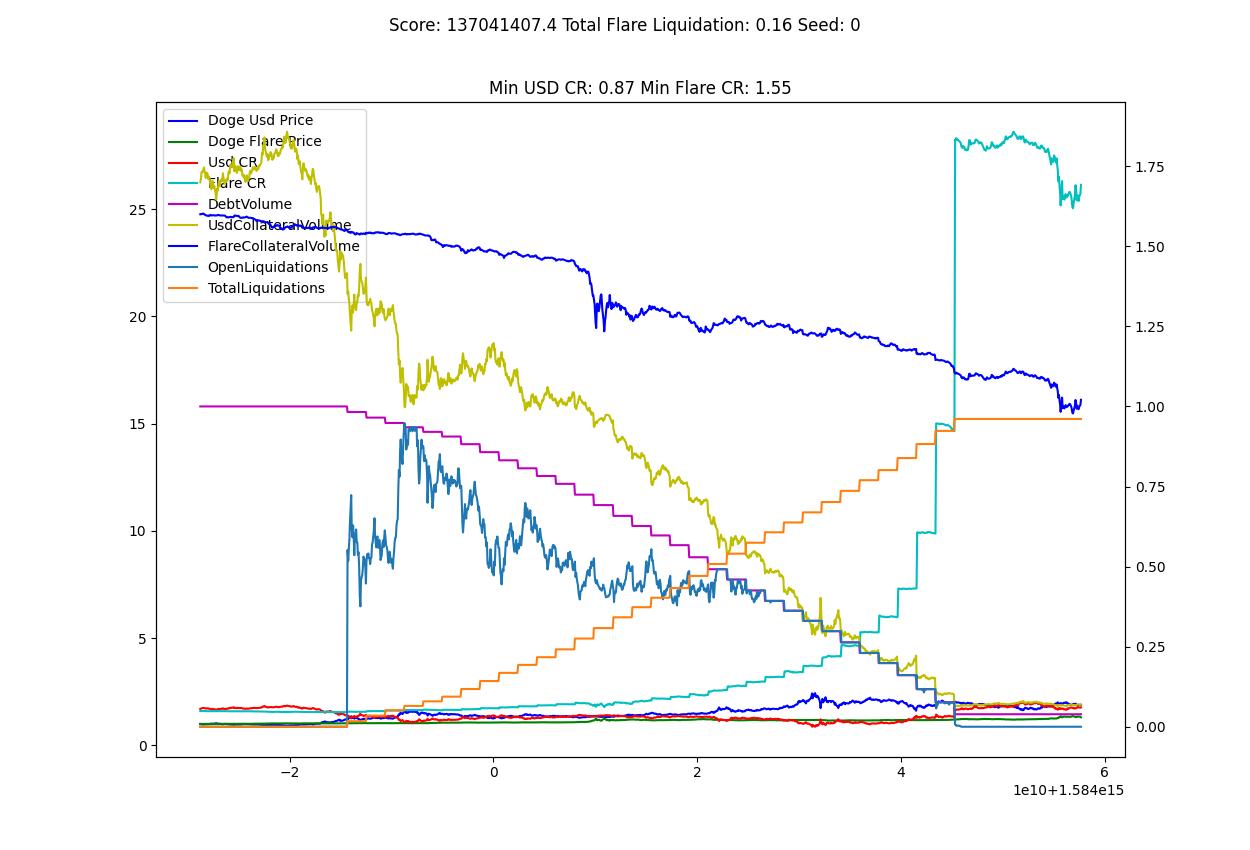 Score: 137041407.4 Total Flare Liquidation: 0.16 Seed: 0
Min USD CR: 0.87 Min Flare CR: 1.55
Doge Usd Price
Doge Flare Price
Usd CR
Flare CR
DebtVolume
UsdCollateralVolume
FlareCollateralVolume
OpenLiquidations
TotalLiquidations
25
20
15
10
5
0
1.75
1.50
1.25
1.00
0.75
0.50
0.25
0.00
−2
0
2
4
6
1e10+1.584e15